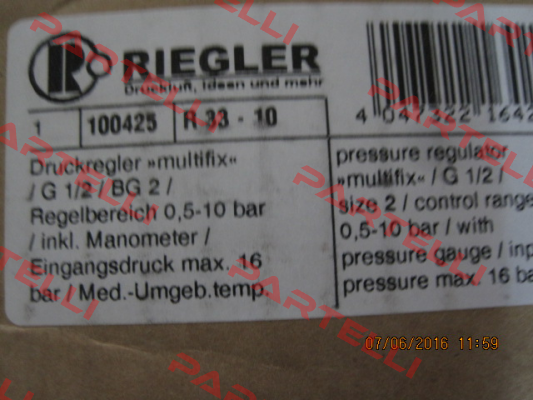 RIEGLER
Druckluft, Ideen und mehr
1 100425 R 33 - 10
4 047322 1642
Druckregler »multifix«
/ G 1/2 / BG 2 /
Regelbereich 0,5-10 bar
/ inkl. Manometer /
Eingangsdruck max. 16
bar / Med.-Umgeb.temp.
pressure regulator
»multifix« / G 1/2 /
size 2 / control range
0,5-10 bar / with
pressure gauge / inp
pressure max. 16 ba
07/06/2016 11:59
PARTELLI